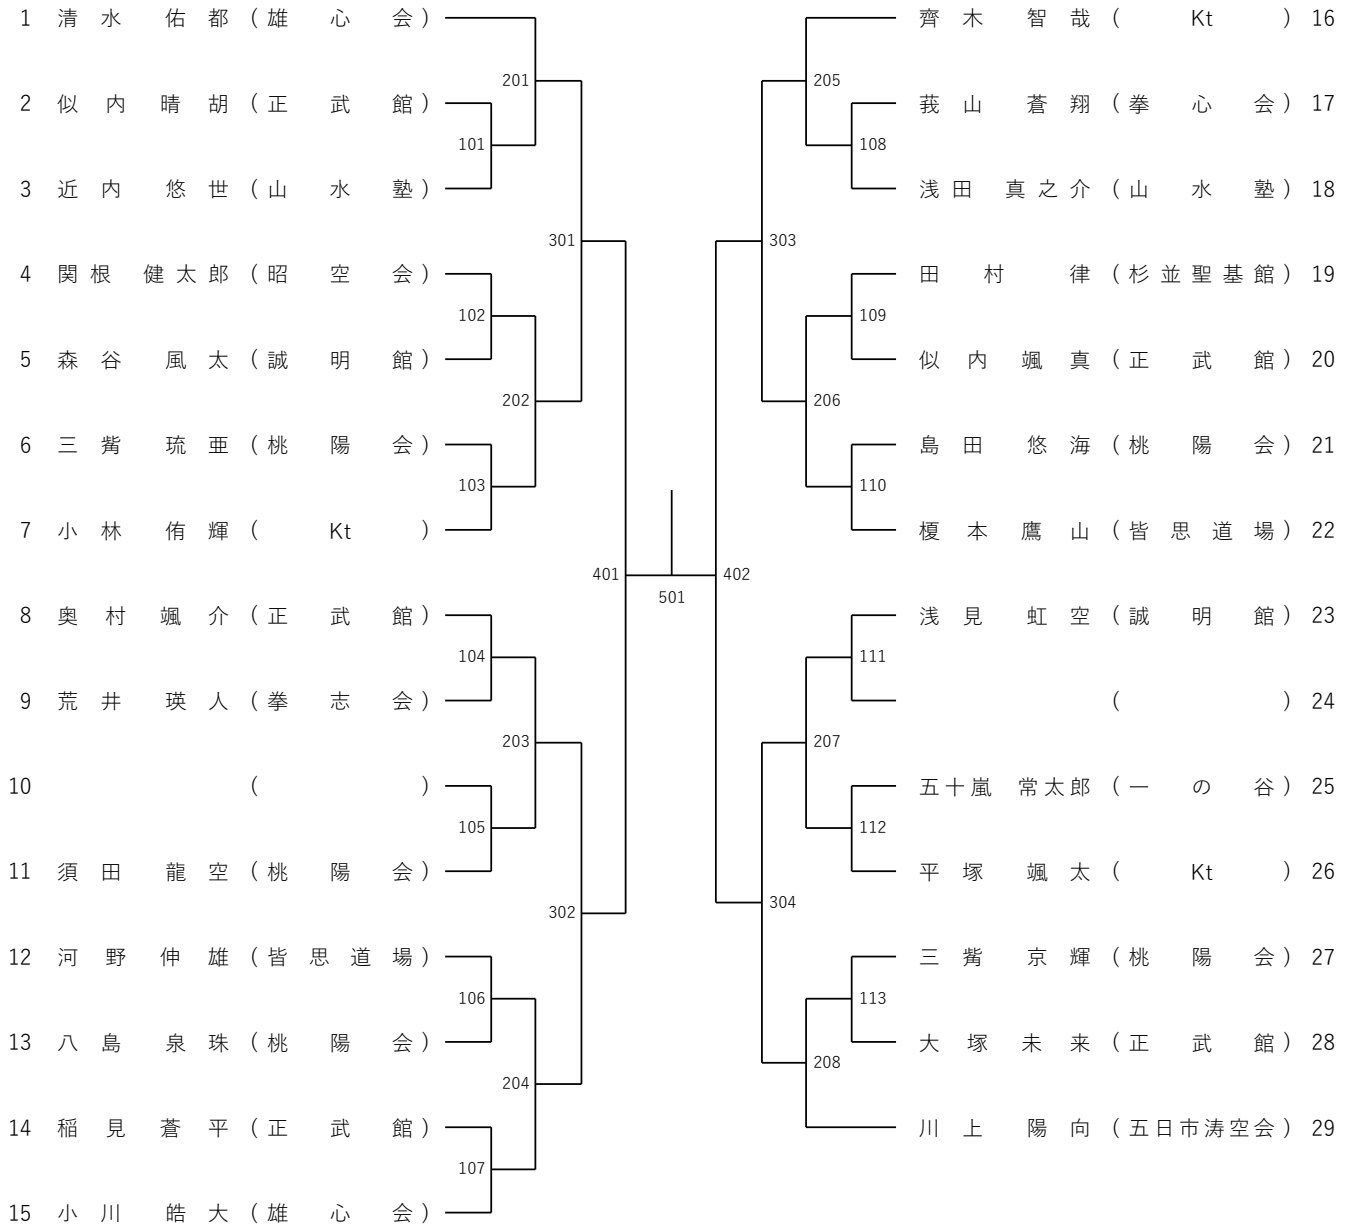 1 清水 佑都 (雄心会)
2 似内晴胡 (正武館)
3 近内 悠世 (山水塾)
4 関根 健太郎 (昭空会)
5 森谷 風太 (誠明館)
6 三觜 琉亜 (桃陽会)
7 小林 侑輝 (Kt)
8 奥村颯介 (正武館)
9 荒井 瑛人 (拳志会)
10 ( )
11 須田 龍空 (桃陽会)
12 河野伸雄 (皆思道場)
13 八島 泉珠 (桃陽会)
14 稲見蒼平 (正武館)
15 小川 皓大 (雄心会)
201
101
301
102
202
103
401
104
203
105
302
106
204
107
501
402
205
108
303
109
206
110
111
207
112
304
113
208
齊木 智哉 (Kt) 16
莪山 蒼翔 (拳心会) 17
浅田 真之介 (山水塾) 18
田村 律 (杉並聖基館) 19
似内颯真 (正武館) 20
島田 悠海 (桃陽会) 21
榎本鷹山 (皆思道場) 22
浅見 虹空 (誠明館) 23
( ) 24
五十嵐 常太郎 (一の谷) 25
平塚 颯太 (Kt) 26
三觜 京輝 (桃陽会) 27
大塚未来 (正武館) 28
川上 陽向 (五日市涛空会) 29